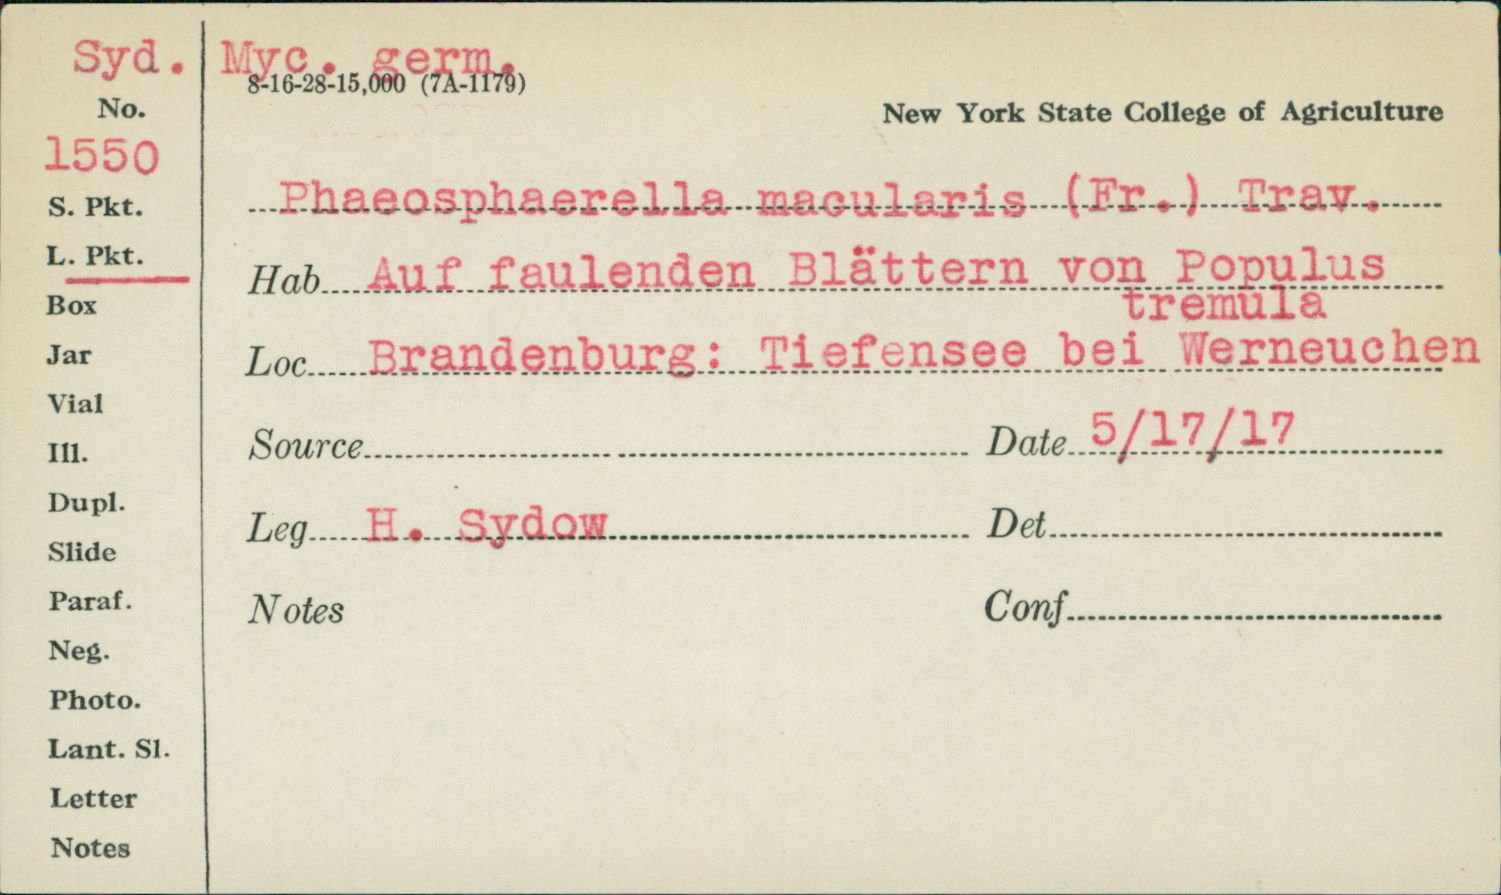 Syd. Myc. germ.
8-16-28-15,000 (7A-1179)
No.
New York State College of Agriculture
1550
S. Pkt.
Phaeosphaerella macularis (Fr.) Trav.
L. Pkt.
Hab Auf faulenden Blättern von Populus
tremula
Box
Jar
Loc Brandenburg: Tiefensee bei Werneuchen
Vial
Ill.
Source Date 5/17/17
Dupl.
Leg H. Sydow Det
Slide
Paraf.
Notes Conf
Neg.
Photo.
Lant. Sl.
Letter
Notes